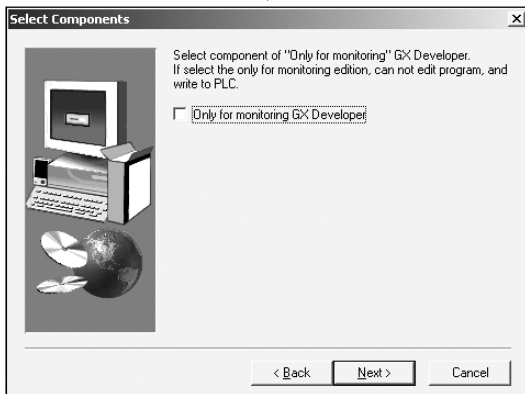 Select Components
Select component of "Only for monitoring" GX Developer.
If select the only for monitoring edition, can not edit program, and
write to PLC.
Only for monitoring GX Developer
< Back
Next >
Cancel